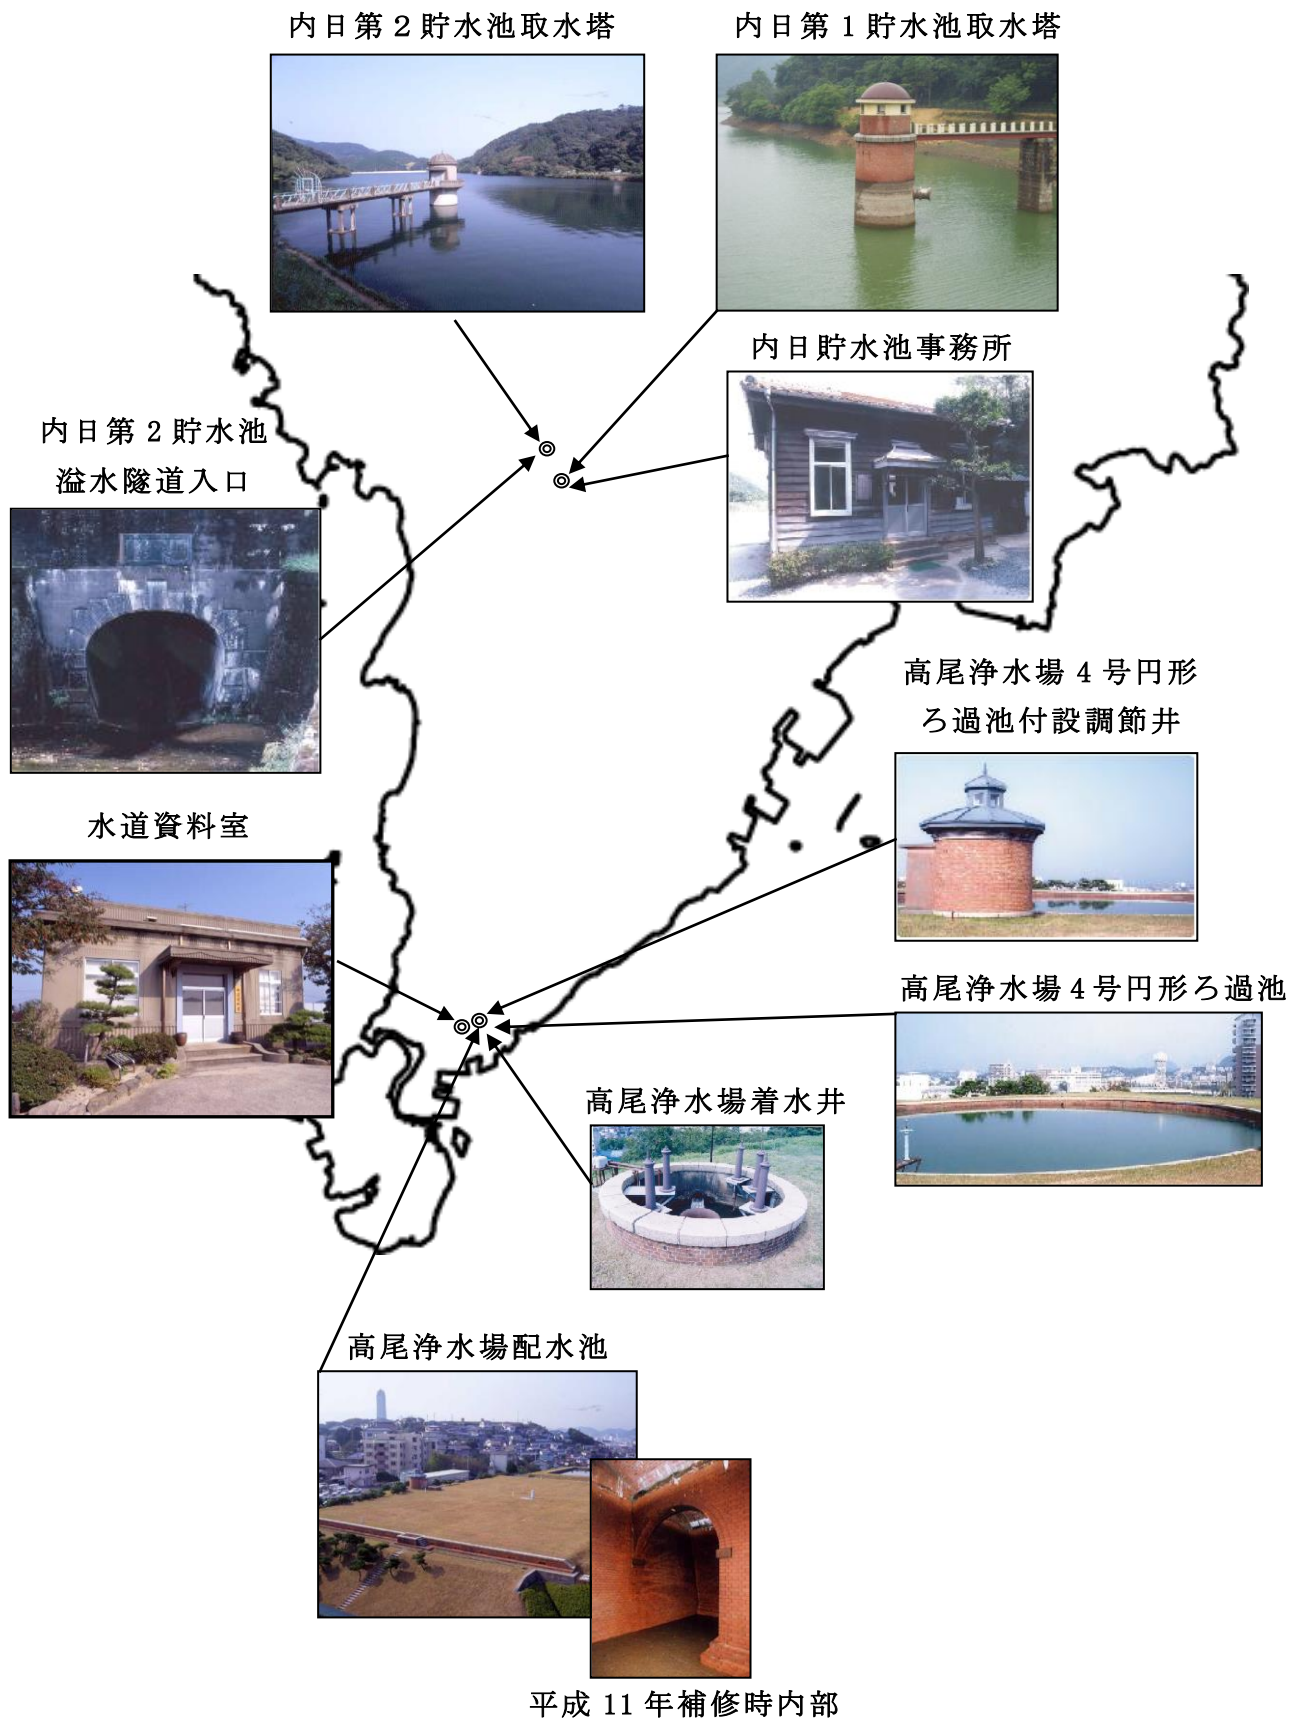 内日第2貯水池取水塔
内日第1貯水池取水塔
内日貯水池事務所
内日第2貯水池
溢水隧道入口
高尾浄水場4号円形
ろ過池付設調節井
水道資料室
高尾浄水場4号円形ろ過池
高尾浄水場着水井
高尾浄水場配水池
平成11年補修時内部